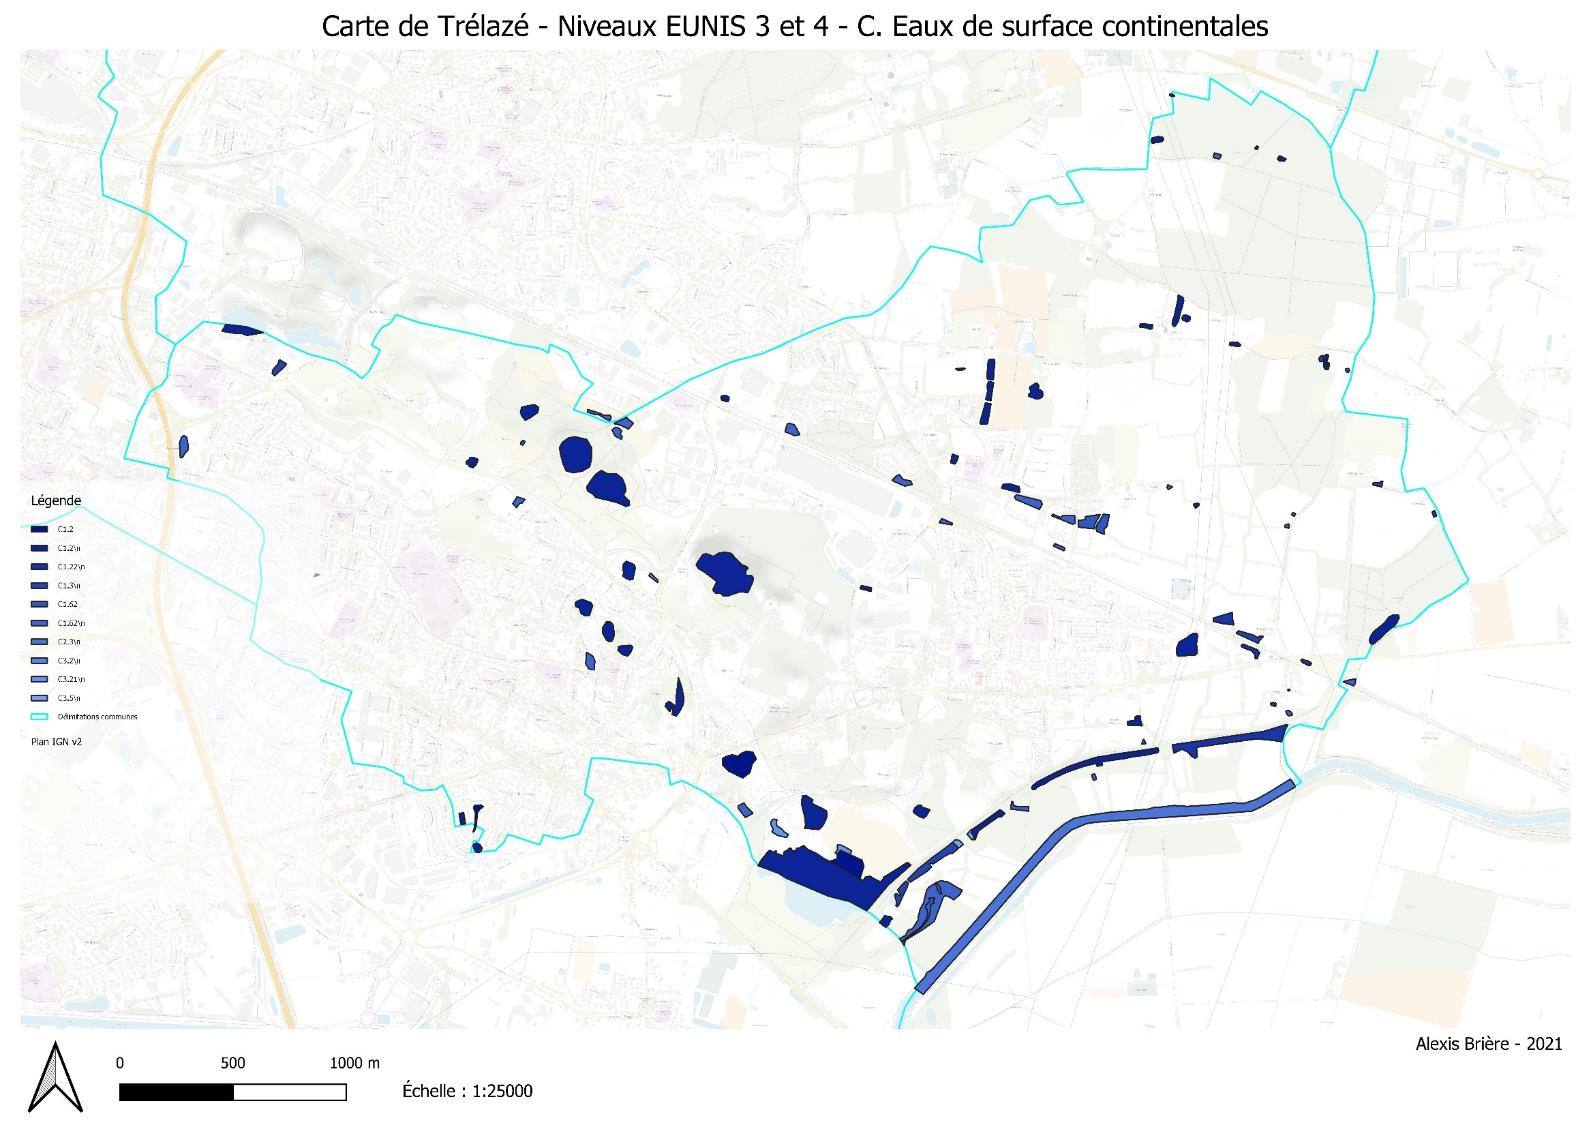 Carte de Trélazé - Niveaux EUNIS 3 et 4 - C. Eaux de surface continentales
Légende
C1.2
C1.2\n
C1.22\n
C1.3\n
C1.62
C1.62\n
C2.3\n
C3.2\n
C3.21\n
C3.5\n
Délimitations communes
Plan IGN v2
Alexis Brière - 2021
0 500 1000 m
Échelle : 1:25000